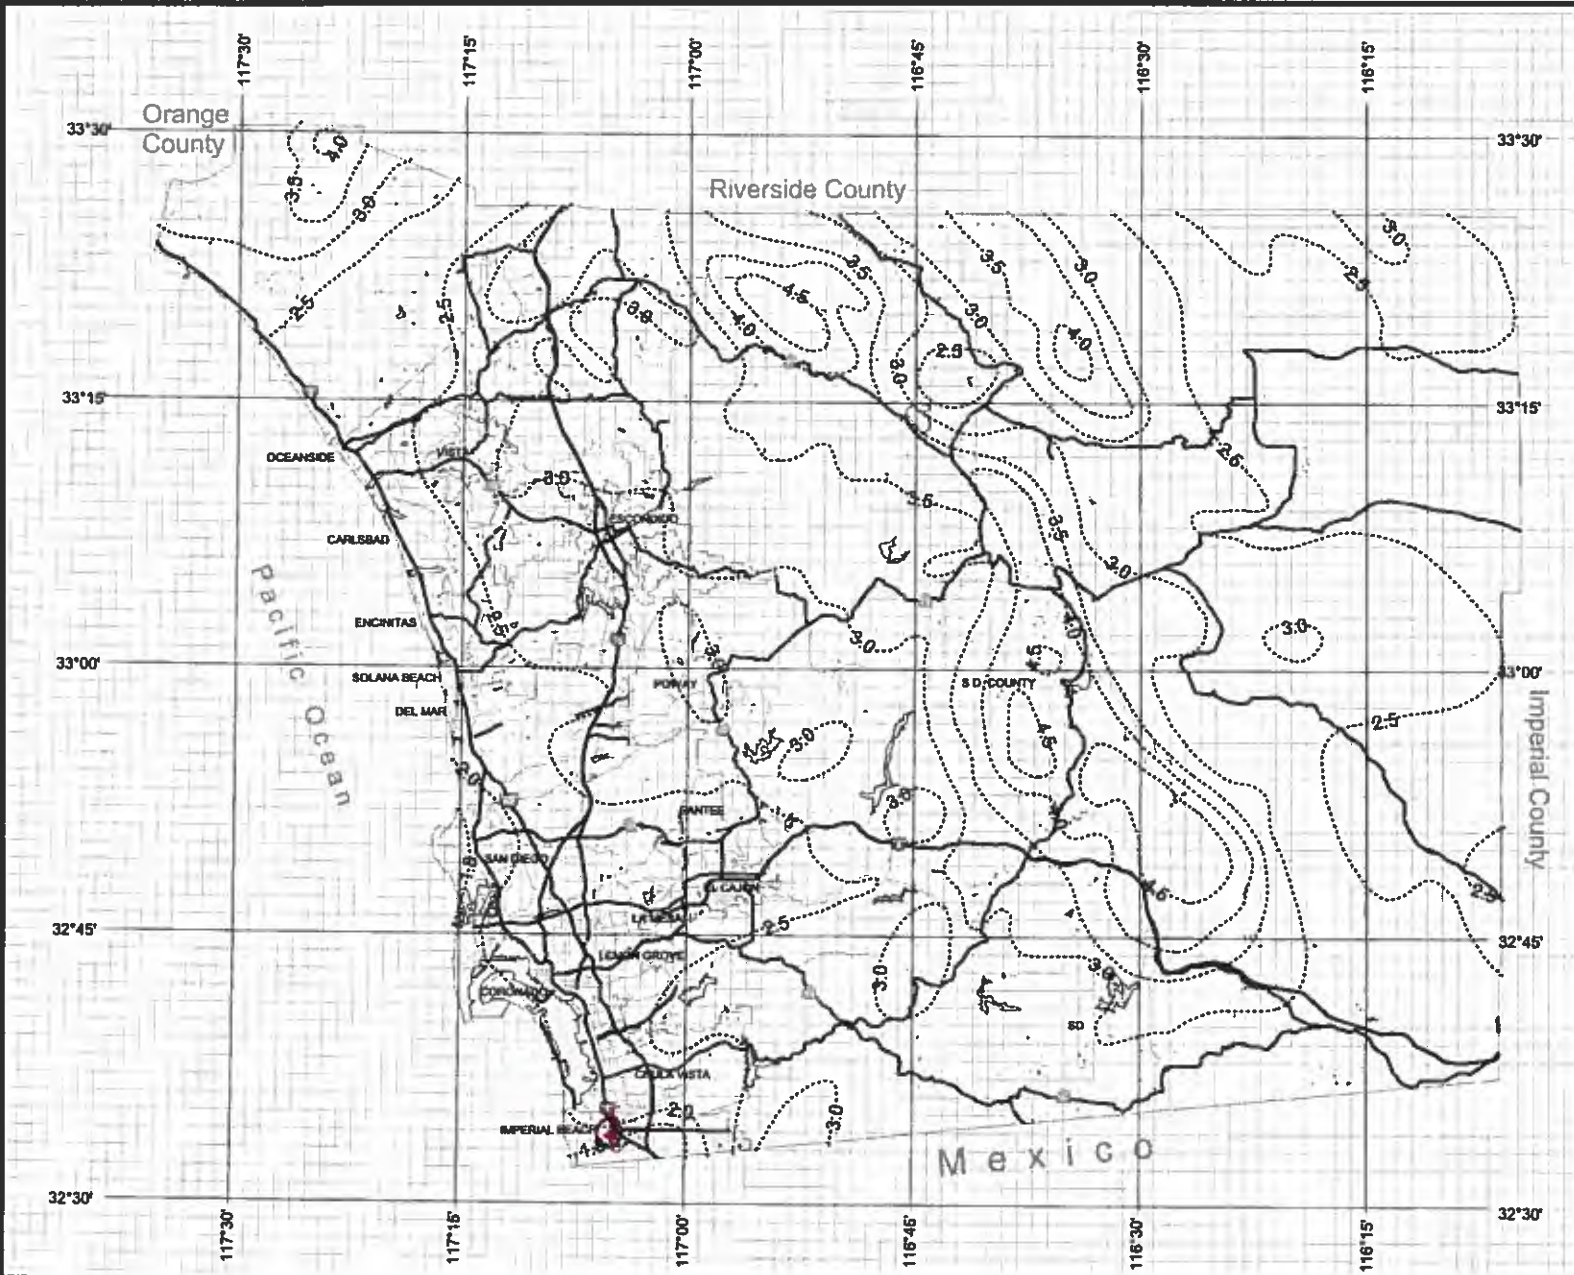 117°30'
117°15'
117°00'
116°45'
116°30'
116°15'
Orange
County
33°30'
33°30'
4.0
3.5
3.0
Riverside County
3.0
2.5
3.5
3.5
3.0
2.5
2.5
4.5
3.0
4.0
3.0
4.0
2.5
3.0
33°15'
33°15'
OCEANSIDE
VISTA
2.5
3.0
3.5
ESCONDIDO
3.5
CARLSBAD
3.0
Pacific Ocean
ENCINITAS
4.0
3.0
3.0
4.5
33°00'
33°00'
SOLANA BEACH
POWAY
S D COUNTY
DEL MAR
2.5
4.5
3.0
Imperial County
2.0
3.0
SANTEE
SAN DIEGO
EL CAJON
4.5
2.5
LA MESA
2.5
32°45'
32°45'
LEMON GROVE
3.0
3.0
CORONADO
SD
CHULA VISTA
2.0
3.0
IMPERIAL BEACH
Mexico
32°30'
32°30'
117°30'
117°15'
117°00'
116°45'
116°30'
116°15'